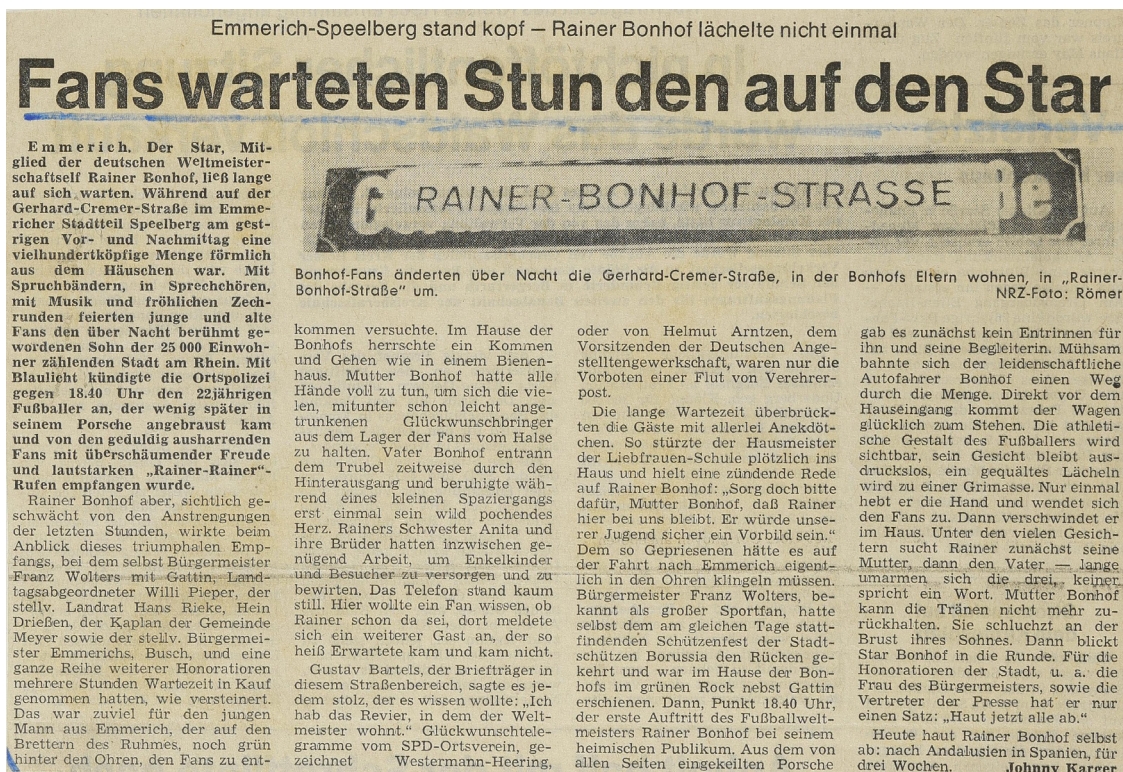 Emmerich-Speelberg stand kopf — Rainer Bonhof lächelte nicht einmal
Fans warteten Stunden auf den Star
Emmerich. Der Star, Mit-
glied der deutschen Weltmeister-
schaftself Rainer Bonhof, ließ lange
auf sich warten. Während auf der
Gerhard-Cremer-Straße im Emme-
richer Stadtteil Speelberg am gest-
rigen Vor- und Nachmittag eine
vielhundertköpfige Menge förmlich
aus dem Häuschen war. Mit
Spruchbändern, in Sprechchören,
mit Musik und fröhlichen Zech-
runden feierten junge und alte
Fans den über Nacht berühmt ge-
wordenen Sohn der 25 000 Einwoh-
ner zählenden Stadt am Rhein. Mit
Blaulicht kündigte die Ortspolizei
gegen 18.40 Uhr den 22jährigen
Fußballer an, der wenig später in
seinem Porsche angebraust kam
und von den geduldig ausharrenden
Fans mit überschäumender Freude
und lautstarken „Rainer-Rainer"-
Rufen empfangen wurde.
Rainer Bonhof aber, sichtlich ge-
schwächt von den Anstrengungen
der letzten Stunden, wirkte beim
Anblick dieses triumphalen Emp-
fangs, bei dem selbst Bürgermeister
Franz Wolters mit Gattin, Land-
tagsabgeordneter Willi Pieper, der
stellv. Landrat Hans Rieke, Hein
Drießen, der Kaplan der Gemeinde
Meyer sowie der stellv. Bürgermei-
ster Emmerichs, Busch, und eine
ganze Reihe weiterer Honoratioren
mehrere Stunden Wartezeit in Kauf
genommen hatten, wie versteinert.
Das war zuviel für den jungen
Mann aus Emmerich, der auf den
Brettern des Ruhmes, noch grün
hinter den Ohren, den Fans zu ent-
G RAINER-BONHOF-STRASSE ße
Bonhof-Fans änderten über Nacht die Gerhard-Cremer-Straße, in der Bonhofs Eltern wohnen, in „Rainer-
Bonhof-Straße" um.
NRZ-Foto: Römer
kommen versuchte. Im Hause der
Bonhofs herrschte ein Kommen
und Gehen wie in einem Bienen-
haus. Mutter Bonhof hatte alle
Hände voll zu tun, um sich die vie-
len, mitunter schon leicht ange-
trunkenen Glückwunschbringer
aus dem Lager der Fans vom Halse
zu halten. Vater Bonhof entrann
dem Trubel zeitweise durch den
Hinterausgang und beruhigte wäh-
rend eines kleinen Spaziergangs
erst einmal sein wild pochendes
Herz. Rainers Schwester Anita und
ihre Brüder hatten inzwischen ge-
nügend Arbeit, um Enkelkinder
und Besucher zu versorgen und zu
bewirten. Das Telefon stand kaum
still. Hier wollte ein Fan wissen, ob
Rainer schon da sei, dort meldete
sich ein weiterer Gast an, der so
heiß Erwartete kam und kam nicht.
Gustav Bartels, der Briefträger in
diesem Straßenbereich, sagte es je-
dem stolz, der es wissen wollte: „Ich
hab das Revier, in dem der Welt-
meister wohnt." Glückwunschtele-
gramme vom SPD-Ortsverein, ge-
zeichnet Westermann-Heering,
oder von Helmut Arntzen, dem
Vorsitzenden der Deutschen Ange-
stelltengewerkschaft, waren nur die
Vorboten einer Flut von Verehrer-
post.
Die lange Wartezeit überbrück-
ten die Gäste mit allerlei Anekdöt-
chen. So stürzte der Hausmeister
der Liebfrauen-Schule plötzlich ins
Haus und hielt eine zündende Rede
auf Rainer Bonhof: „Sorg doch bitte
dafür, Mutter Bonhof, daß Rainer
hier bei uns bleibt. Er würde unse-
rer Jugend sicher ein Vorbild sein."
Dem so Gepriesenen hätte es auf
der Fahrt nach Emmerich eigent-
lich in den Ohren klingeln müssen.
Bürgermeister Franz Wolters, be-
kannt als großer Sportfan, hatte
selbst dem am gleichen Tage statt-
findenden Schützenfest der Stadt-
schützen Borussia den Rücken ge-
kehrt und war im Hause der Bon-
hofs im grünen Rock nebst Gattin
erschienen. Dann, Punkt 18.40 Uhr,
der erste Auftritt des Fußballwelt-
meisters Rainer Bonhof bei seinem
heimischen Publikum. Aus dem von
allen Seiten eingekeilten Porsche
gab es zunächst kein Entrinnen für
ihn und seine Begleiterin. Mühsam
bahnte sich der leidenschaftliche
Autofahrer Bonhof einen Weg
durch die Menge. Direkt vor dem
Hauseingang kommt der Wagen
glücklich zum Stehen. Die athleti-
sche Gestalt des Fußballers wird
sichtbar, sein Gesicht bleibt aus-
druckslos, ein gequältes Lächeln
wird zu einer Grimasse. Nur einmal
hebt er die Hand und wendet sich
den Fans zu. Dann verschwindet er
im Haus. Unter den vielen Gesich-
tern sucht Rainer zunächst seine
Mutter, dann den Vater — lange
umarmen sich die drei, keiner
spricht ein Wort. Mutter Bonhof
kann die Tränen nicht mehr zu-
rückhalten. Sie schluchzt an der
Brust ihres Sohnes. Dann blickt
Star Bonhof in die Runde. Für die
Honoratioren der Stadt, u. a. die
Frau des Bürgermeisters, sowie die
Vertreter der Presse hat er nur
einen Satz: „Haut jetzt alle ab."
Heute haut Rainer Bonhof selbst
ab: nach Andalusien in Spanien, für
drei Wochen. Johnny Karger